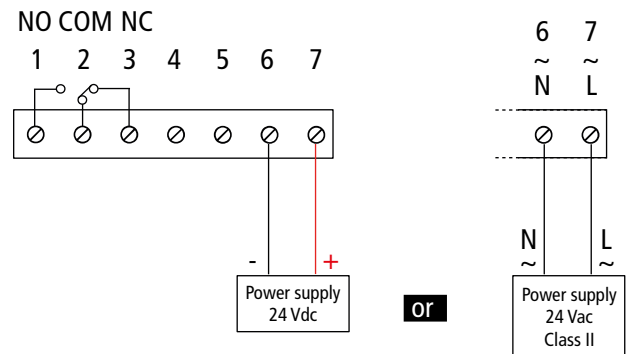 NO COM NC
1 2 3 4 5 6 7
6 7
~ ~
N L
- +
Power supply
24 Vdc
or
N L
~ ~
Power supply
24 Vac
Class II